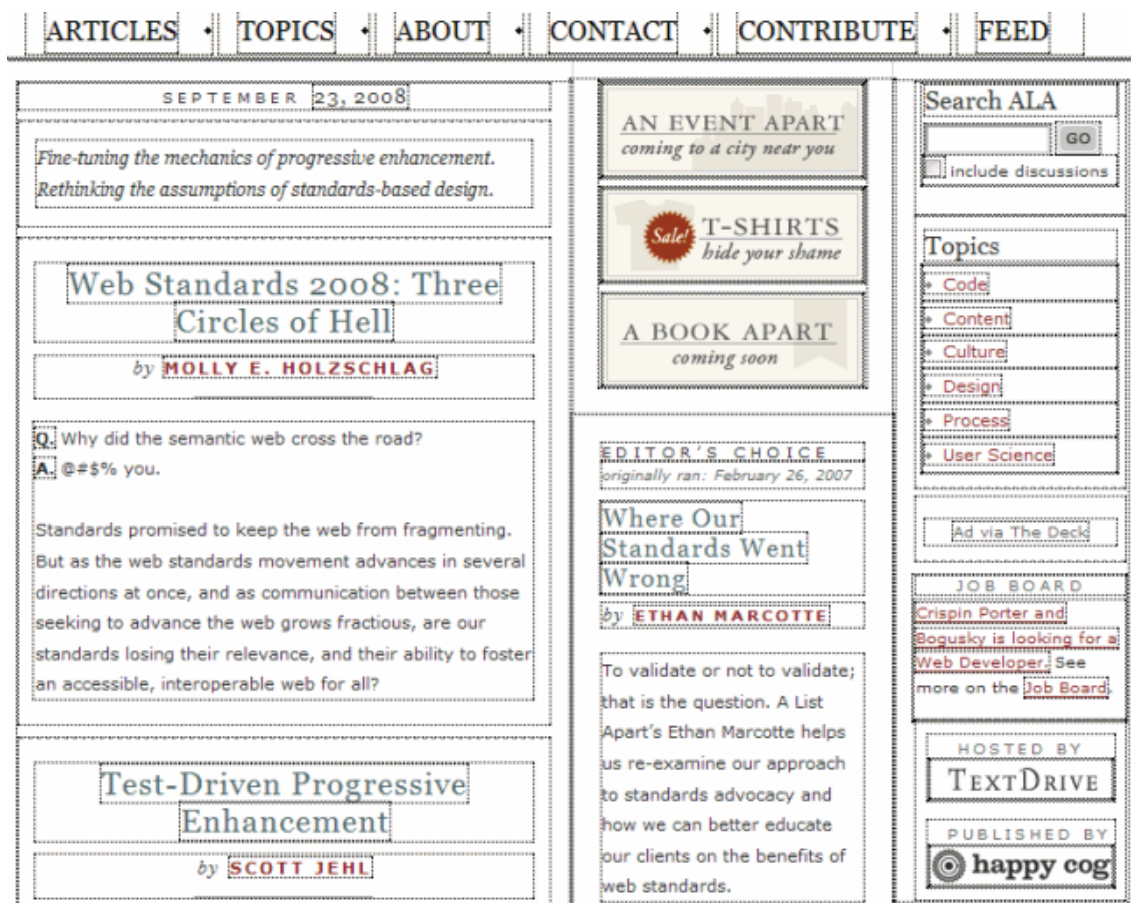 ARTICLES
TOPICS
ABOUT
CONTACT
CONTRIBUTE
FEED
SEPTEMBER 23, 2008
Fine-tuning the mechanics of progressive enhancement.
Rethinking the assumptions of standards-based design.
Web Standards 2008: Three
Circles of Hell
by MOLLY E. HOLZSCHLAG
Q. Why did the semantic web cross the road?
A. @#$% you.
Standards promised to keep the web from fragmenting.
But as the web standards movement advances in several
directions at once, and as communication between those
seeking to advance the web grows fractious, are our
standards losing their relevance, and their ability to foster
an accessible, interoperable web for all?
Test-Driven Progressive
Enhancement
by SCOTT JEHL
AN EVENT APART
coming to a city near you
Sale!
T-SHIRTS
hide your shame
A BOOK APART
coming soon
EDITOR'S CHOICE
originally ran: February 26, 2007
Where Our
Standards Went
Wrong
by ETHAN MARCOTTE
To validate or not to validate;
that is the question. A List
Apart's Ethan Marcotte helps
us re-examine our approach
to standards advocacy and
how we can better educate
our clients on the benefits of
web standards.
Search ALA
GO
include discussions
Topics
Code
Content
Culture
Design
Process
User Science
Ad via The Deck
JOB BOARD
Crispin Porter and
Bogusky is looking for a
Web Developer. See
more on the Job Board.
HOSTED BY
TEXTDRIVE
PUBLISHED BY
happy cog